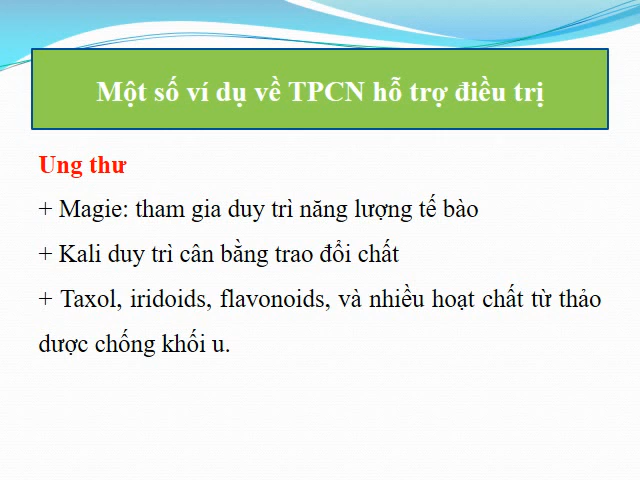 Một số ví dụ về TPCN hỗ trợ điều trị
Ung thư
+ Magie: tham gia duy trì năng lượng tế bào
+ Kali duy trì cân bằng trao đổi chất
+ Taxol, iridoids, flavonoids, và nhiều hoạt chất từ thảo
dược chống khối u.